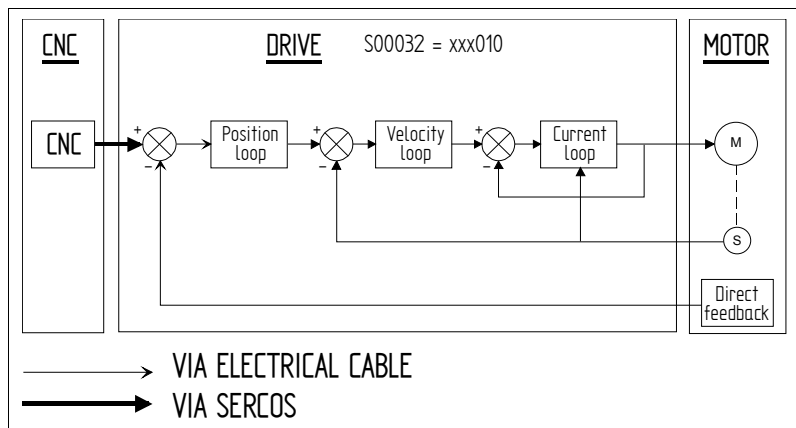 CNC
DRIVE
S00032 = xxx010
MOTOR
CNC
+
−
Position
loop
+
−
Velocity
loop
+
−
Current
loop
M
S
Direct
feedback
VIA ELECTRICAL CABLE
VIA SERCOS